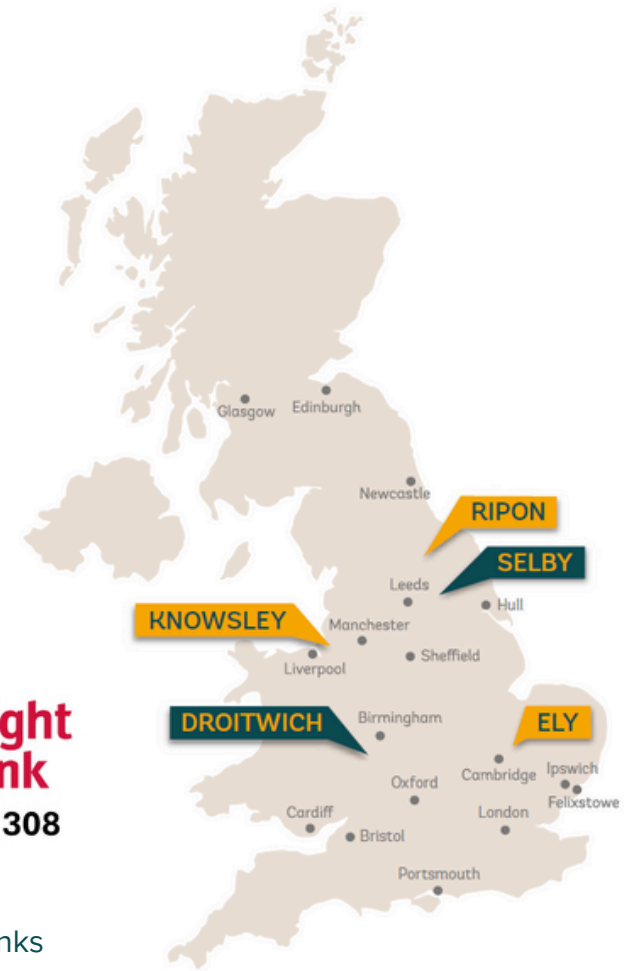 Glasgow
Edinburgh
Newcastle
RIPON
SELBY
Leeds
Hull
KNOWSLEY
Manchester
Sheffield
Liverpool
ght
DROITWICH
Birmingham
ELY
nk
Cambridge
Ipswich
Oxford
Felixstowe
308
Cardiff
London
Bristol
Portsmouth
nks